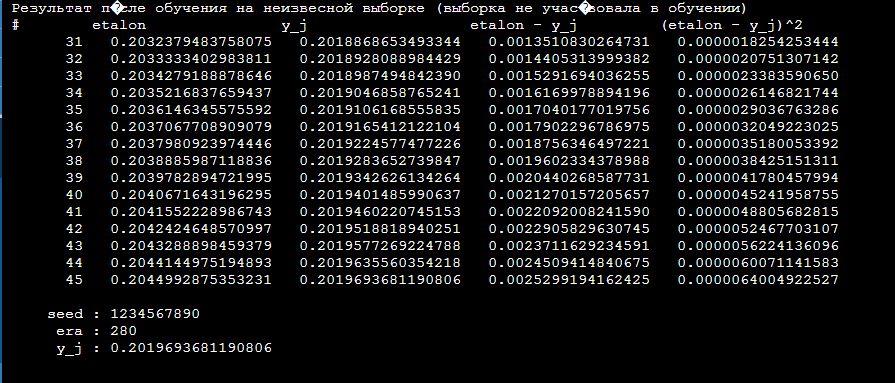 Результат п�сле обучения на неизвесной выборке (выборка не учас�вовала в обучении)
# etalon y_j etalon - y_j (etalon - y_j)^2
31 0.2032379483758075 0.2018868653493344 0.0013510830264731 0.0000018254253444
32 0.2033333402983811 0.2018928088984429 0.0014405313999382 0.0000020751307142
33 0.2034279188878646 0.2018987494842390 0.0015291694036255 0.0000023383590650
34 0.2035216837659437 0.2019046858765241 0.0016169978894196 0.0000026146821744
35 0.2036146345575592 0.2019106168555835 0.0017040177019756 0.0000029036763286
36 0.2037067708909079 0.2019165412122104 0.0017902296786975 0.0000032049223025
37 0.2037980923974446 0.2019224577477226 0.0018756346497221 0.0000035180053392
38 0.2038885987118836 0.2019283652739847 0.0019602334378988 0.0000038425151311
39 0.2039782894721995 0.2019342626134264 0.0020440268587731 0.0000041780457994
40 0.2040671643196295 0.2019401485990637 0.0021270157205657 0.0000045241958755
41 0.2041552228986743 0.2019460220745153 0.0022092008241590 0.0000048805682815
42 0.2042424648570997 0.2019518818940251 0.0022905829630745 0.0000052467703107
43 0.2043288898459379 0.2019577269224788 0.0023711629234591 0.0000056224136096
44 0.2044144975194893 0.2019635560354218 0.0024509414840675 0.0000060071141583
45 0.2044992875353231 0.2019693681190806 0.0025299194162425 0.0000064004922527
seed : 1234567890
era : 280
y_j : 0.2019693681190806